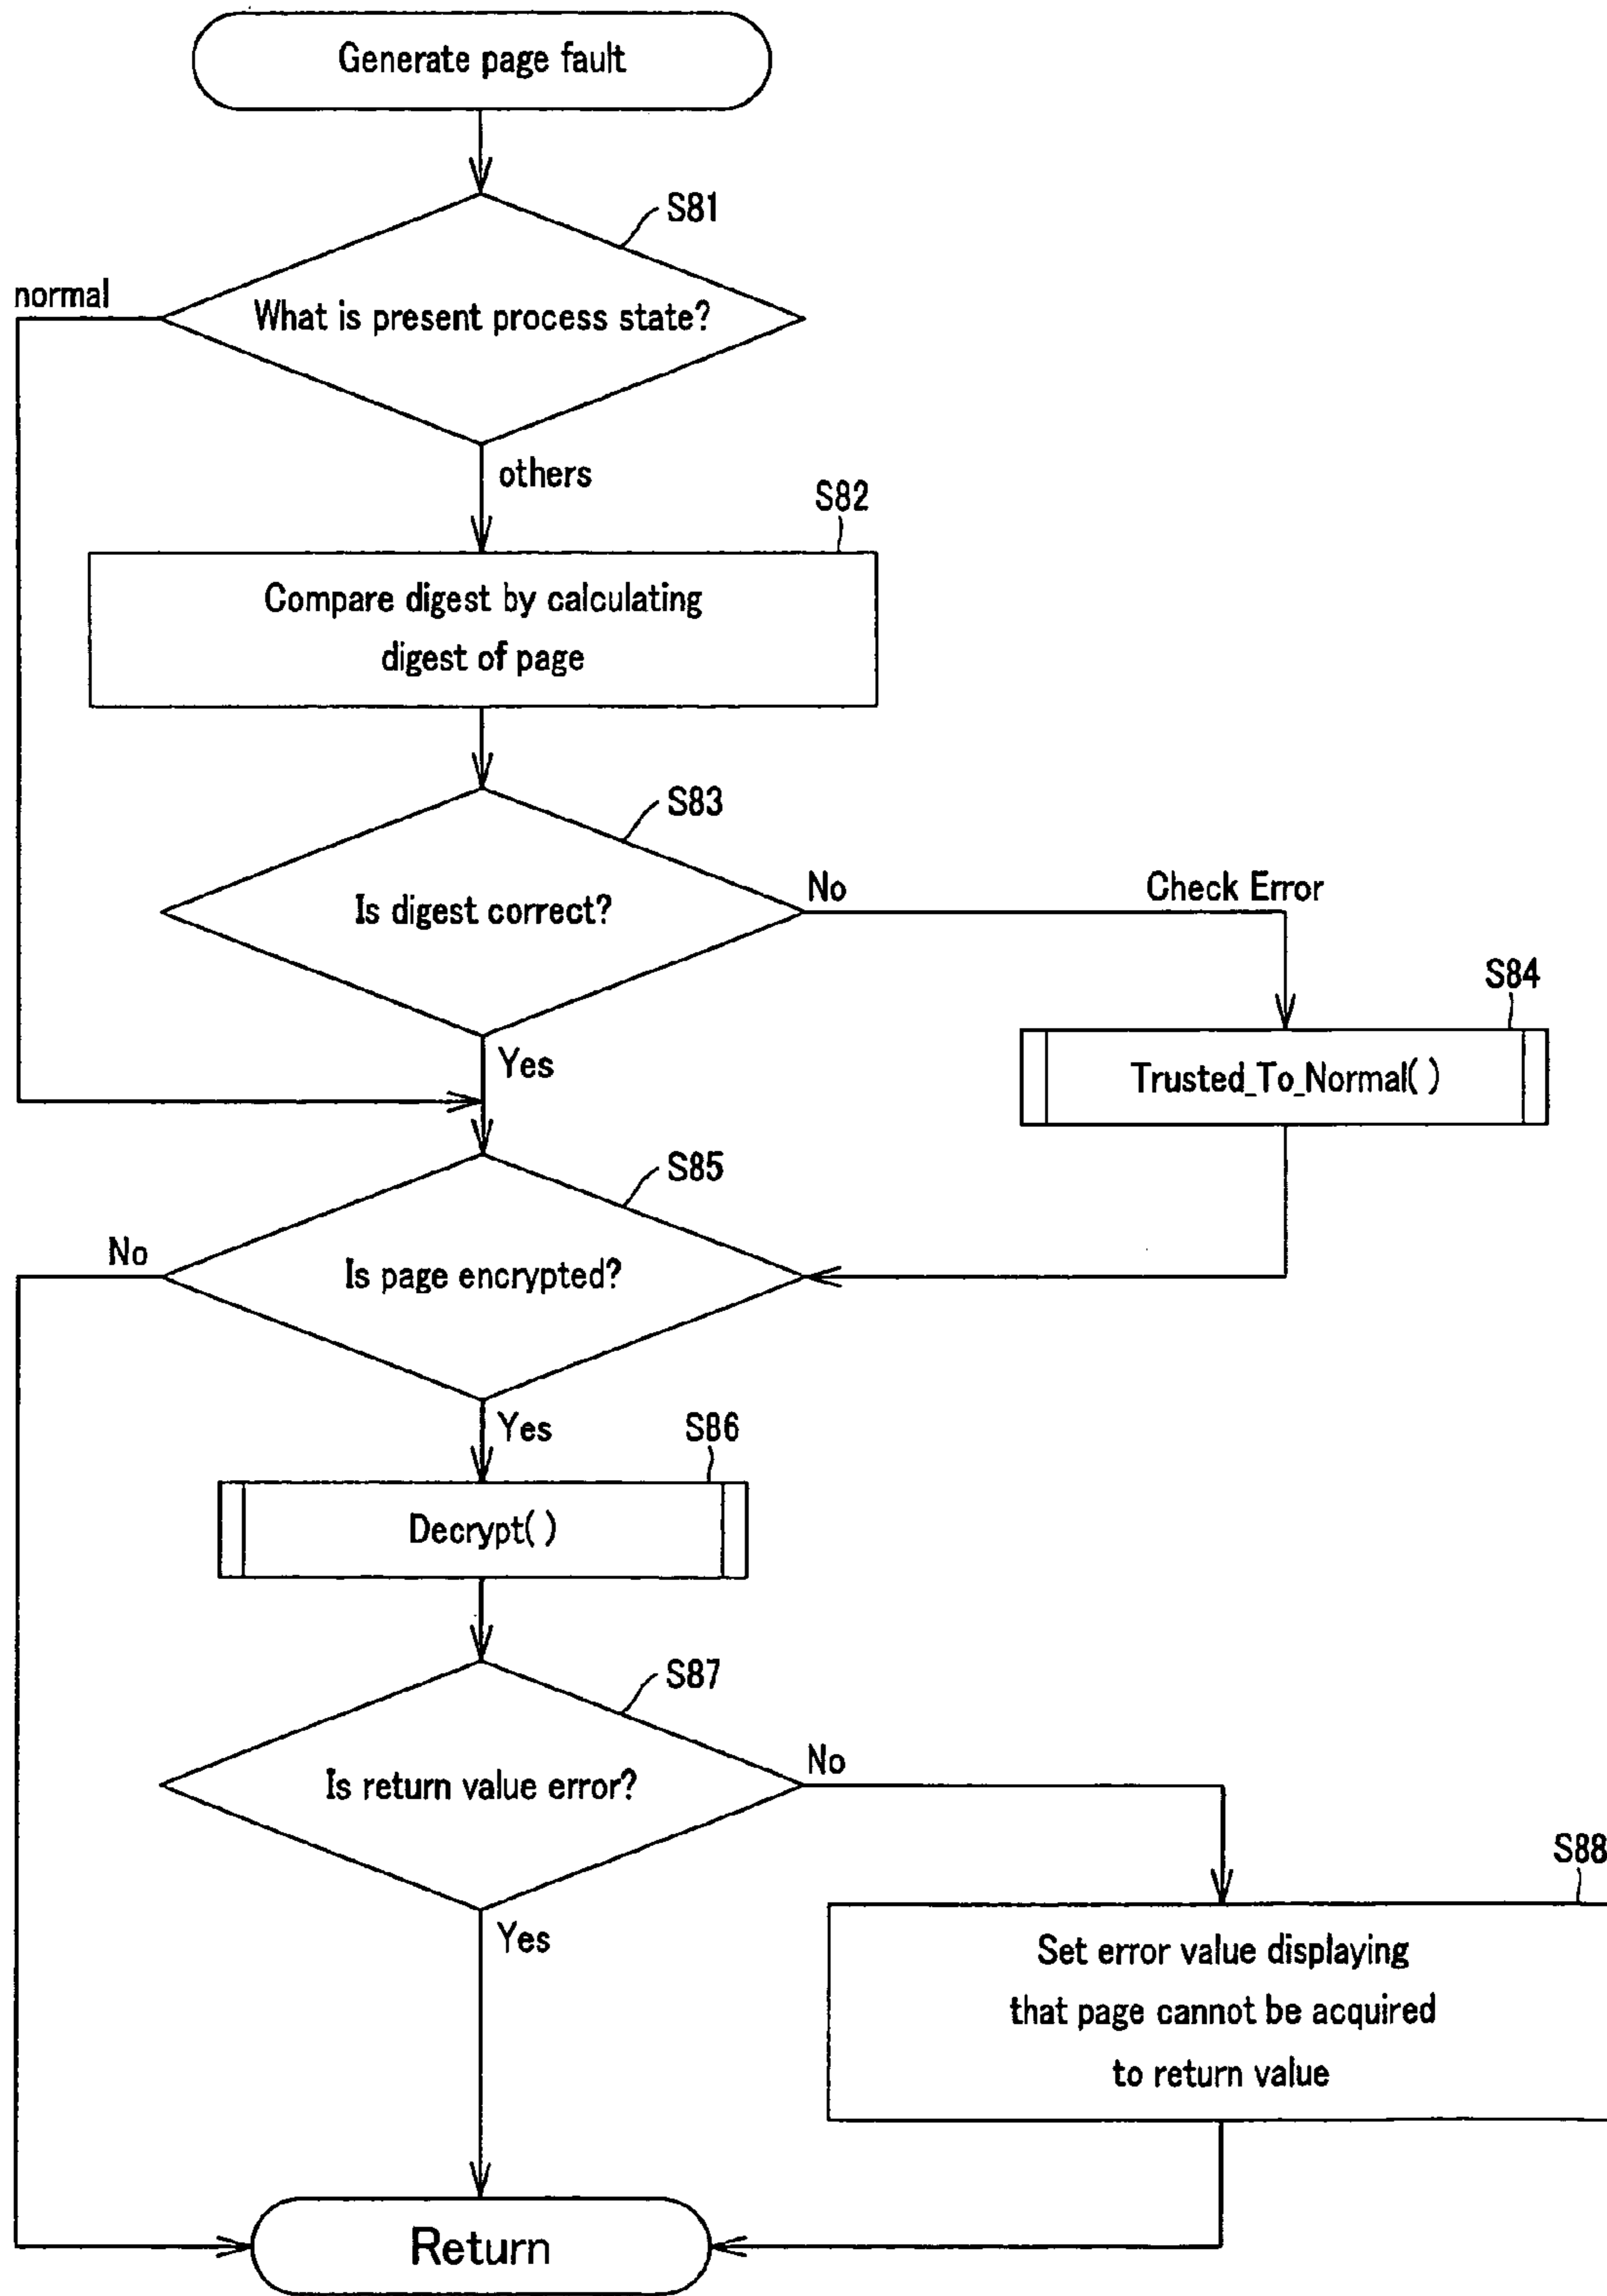 Generate page fault
S81
normal
What is present process state?
others
S82
Compare digest by calculating
digest of page
S83
Is digest correct?
No
Check Error
S84
Trusted_To_Normal( )
Yes
S85
No
Is page encrypted?
Yes
S86
Decrypt( )
S87
Is return value error?
No
S88
Yes
Set error value displaying
that page cannot be acquired
to return value
Return